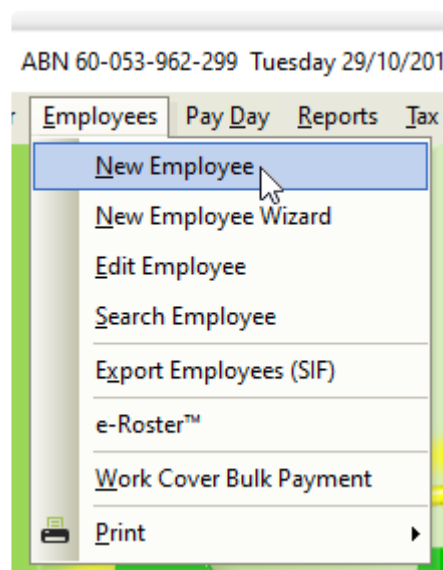 ABN 60-053-962-299 Tuesday 29/10/201
Employees Pay Day Reports Tax
New Employee
New Employee Wizard
Edit Employee
Search Employee
Export Employees (SIF)
e-Roster™
Work Cover Bulk Payment
Print